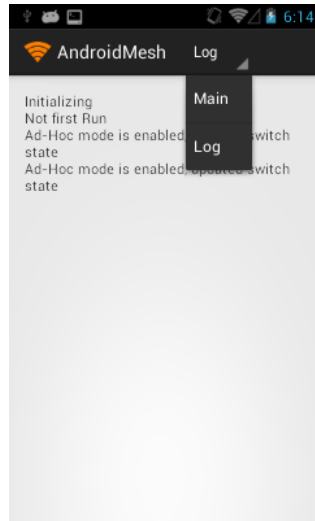 6:14
AndroidMesh Log
Main
Log
Initializing
Not first Run
Ad-Hoc mode is enabled, switch
state
Ad-Hoc mode is enabled, updated switch
state